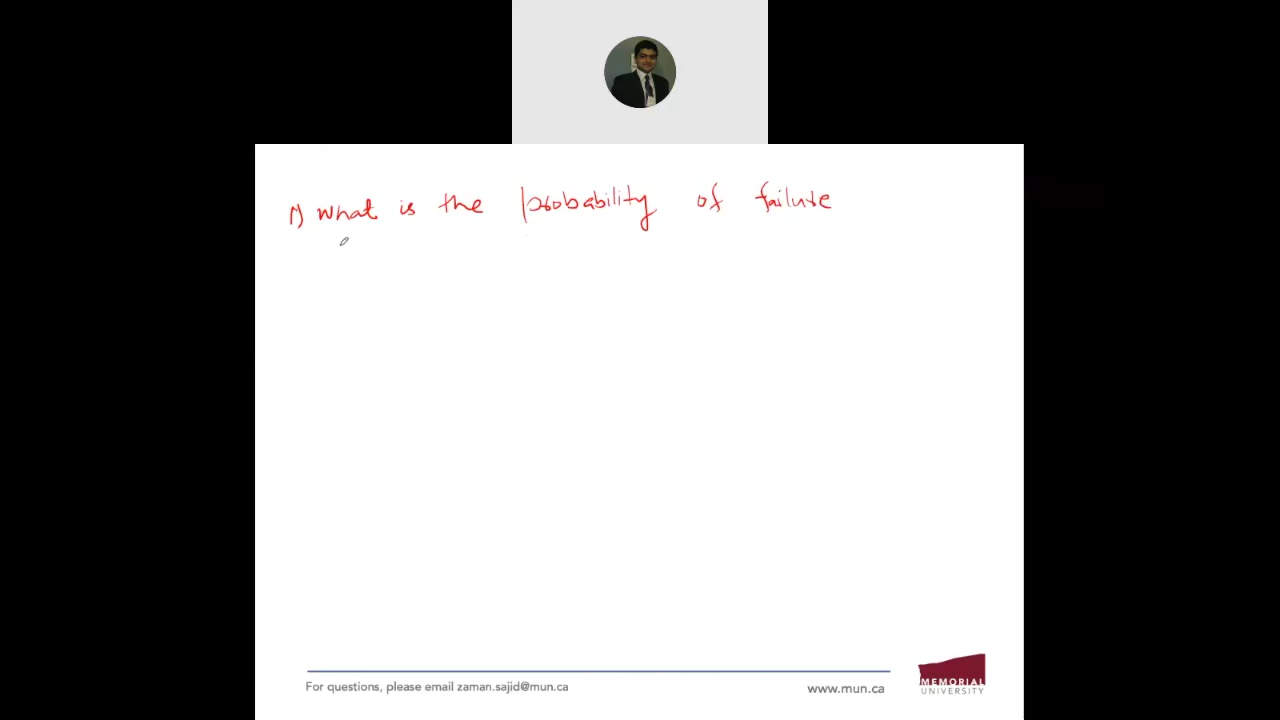 1) What is the probability of failure
For questions, please email zaman.sajid@mun.ca
www.mun.ca
MEMORIAL
UNIVERSITY